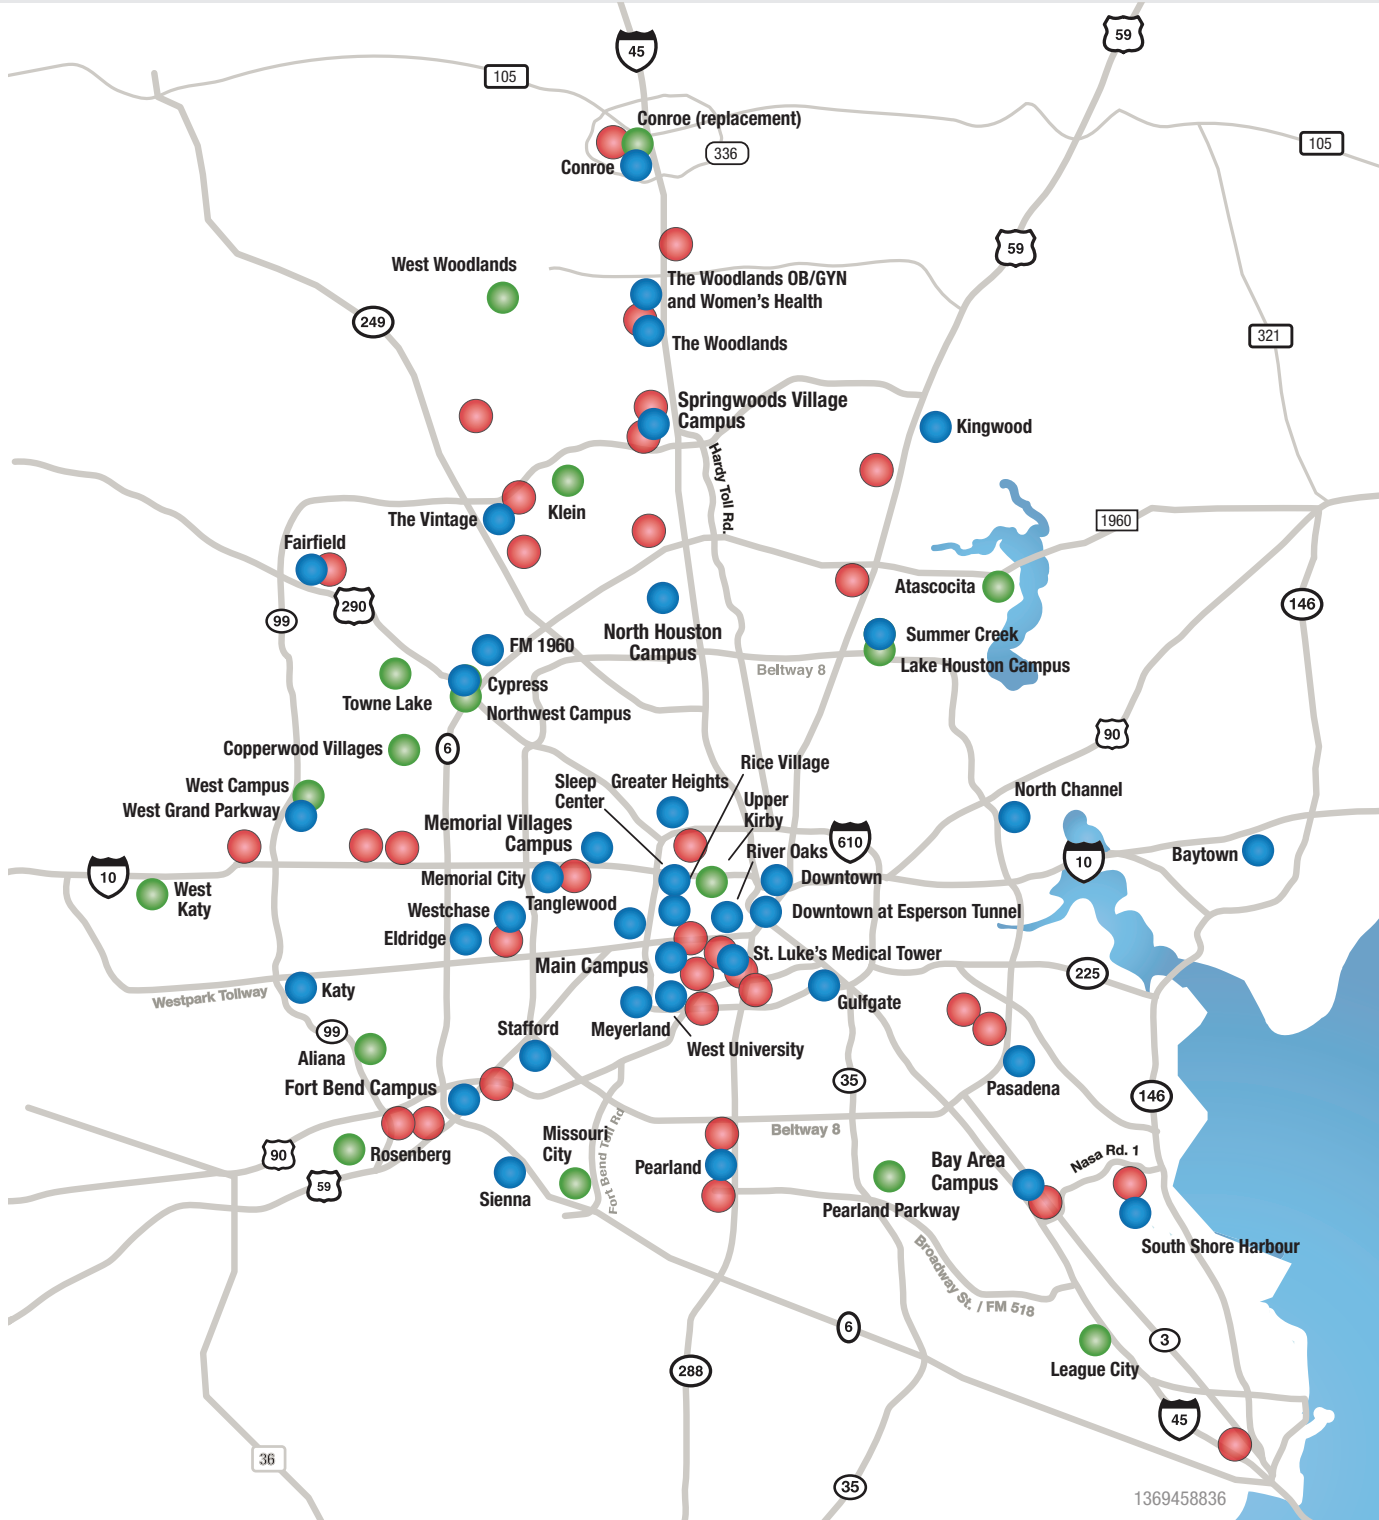 59
45
105
Conroe (replacement)
105
336
Conroe
59
West Woodlands
The Woodlands OB/GYN
and Women's Health
249
321
The Woodlands
Springwoods Village
Campus
Kingwood
Hardy Toll Rd.
Klein
The Vintage
1960
Fairfield
Atascocita
290
146
99
North Houston
Campus
FM 1960
Summer Creek
Lake Houston Campus
Beltway 8
Cypress
Towne Lake
Northwest Campus
90
Copperwood Villages
6
Rice Village
Sleep
Center
Greater Heights
West Campus
North Channel
West Grand Parkway
Upper
Kirby
Memorial Villages
Campus
610
River Oaks
Baytown
10
10
Memorial City
Downtown
West
Katy
Tanglewood
Westchase
Downtown at Esperson Tunnel
Eldridge
St. Luke's Medical Tower
Main Campus
225
Katy
Westpark Tollway
Gulfgate
99
Stafford
Meyerland
West University
Aliana
Fort Bend Campus
35
Pasadena
146
Beltway 8
Missouri
City
Fort Bend Toll Rd
90
Rosenberg
Nasa Rd. 1
Pearland
Bay Area
Campus
59
Sienna
Pearland Parkway
South Shore Harbour
Broadway St. / FM 518
6
3
288
League City
45
36
35
1369458836